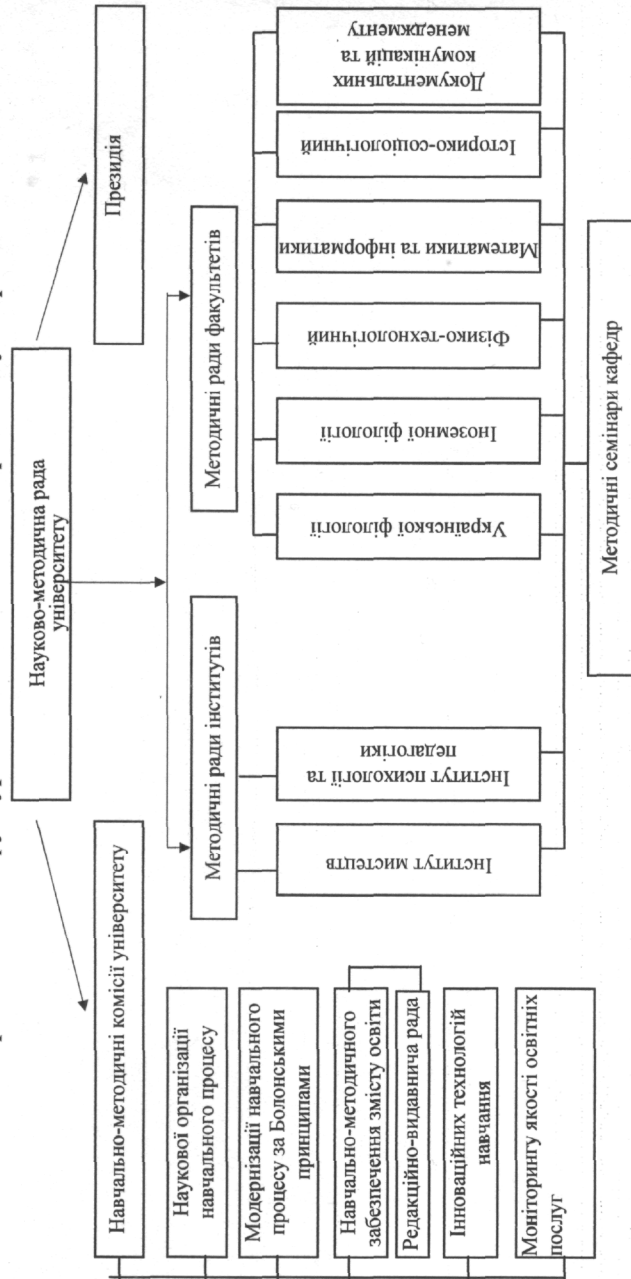 Науково-методична рада
університету
Президія
Навчально-методичні комісії університету
Наукової організації
навчального процесу
Модернізації навчального
процесу за Болонськими
принципами
Навчально-методичного
забезпечення змісту освіти
Редакційно-видавнича рада
Інноваційних технологій
навчання
Моніторингу якості освітніх
послуг
Методичні ради інститутів
Інститут мистецтв
Інститут психології та
педагогіки
Методичні ради факультетів
Української філології
Іноземної філології
Фізико-технологічний
Математики та інформатики
Історико-соціологічний
Документальних
комунікацій та
менеджменту
Методичні семінари кафедр